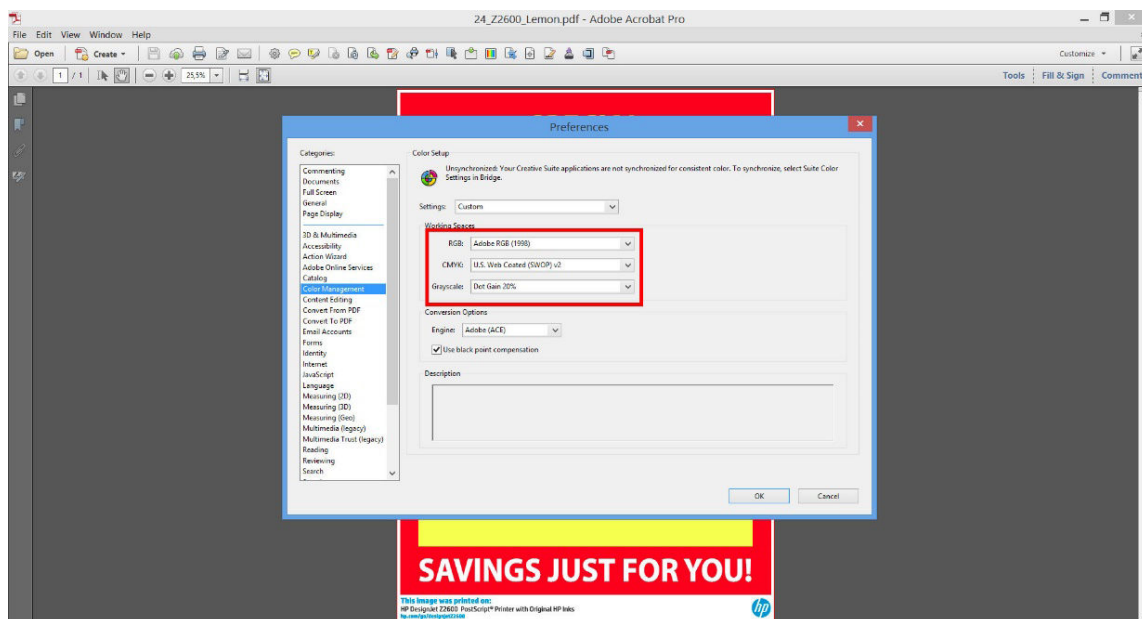 24_Z2600_Lemon.pdf - Adobe Acrobat Pro
File Edit View Window Help
Open Create Customize
1 / 1 25,5% Tools Fill & Sign Comment
Preferences
Categories:
Commenting
Documents
Full Screen
General
Page Display
3D & Multimedia
Accessibility
Action Wizard
Adobe Online Services
Catalog
Color Management
Content Editing
Convert From PDF
Convert To PDF
Email Accounts
Forms
Identity
Internet
JavaScript
Language
Measuring (2D)
Measuring (3D)
Measuring (Geo)
Multimedia (legacy)
Multimedia Trust (legacy)
Reading
Reviewing
Search
Color Setup
Unsynchronized: Your Creative Suite applications are not synchronized for consistent color. To synchronize, select Suite Color
Settings in Bridge.
Settings: Custom
Working Spaces
RGB: Adobe RGB (1998)
CMYK: U.S. Web Coated (SWOP) v2
Grayscale: Dot Gain 20%
Conversion Options
Engine: Adobe (ACE)
Use black point compensation
Description
OK Cancel
SAVINGS JUST FOR YOU!
This image was printed on:
HP DesignJet Z2600 PostScript® Printer with Original HP Inks
hp.com/go/designjetZ2600
hp